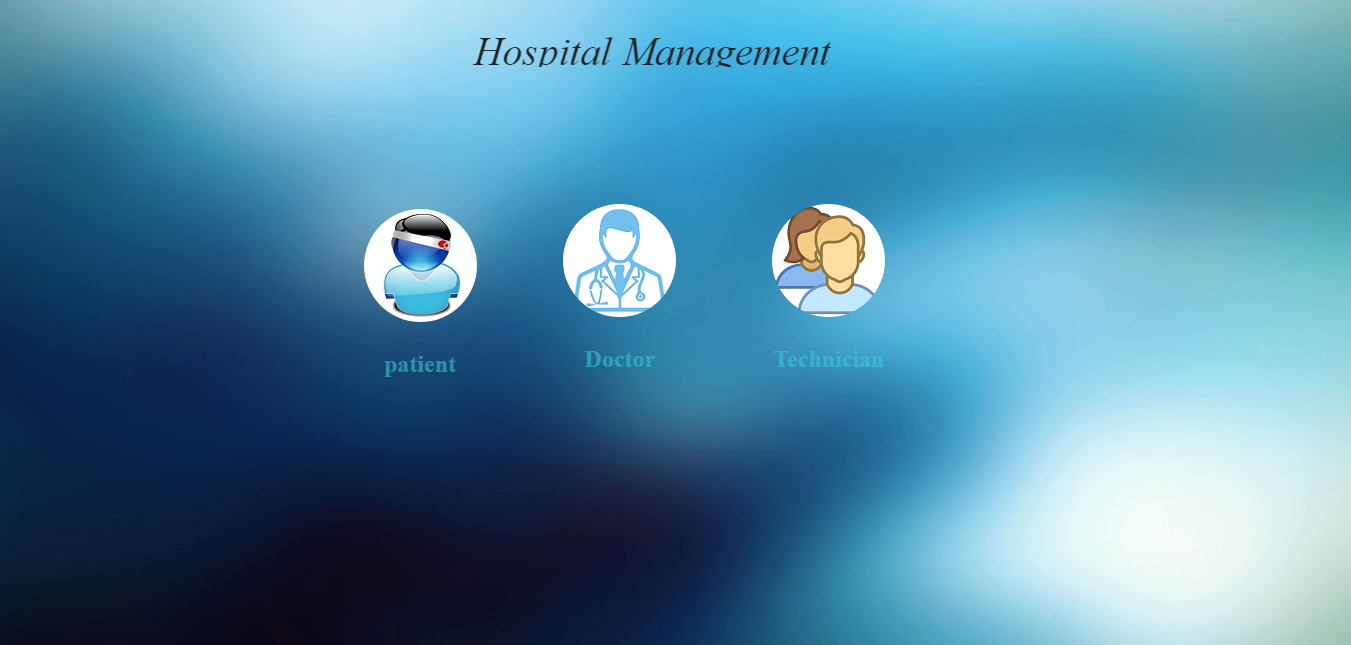 Hospital Management
patient
Doctor
Technician